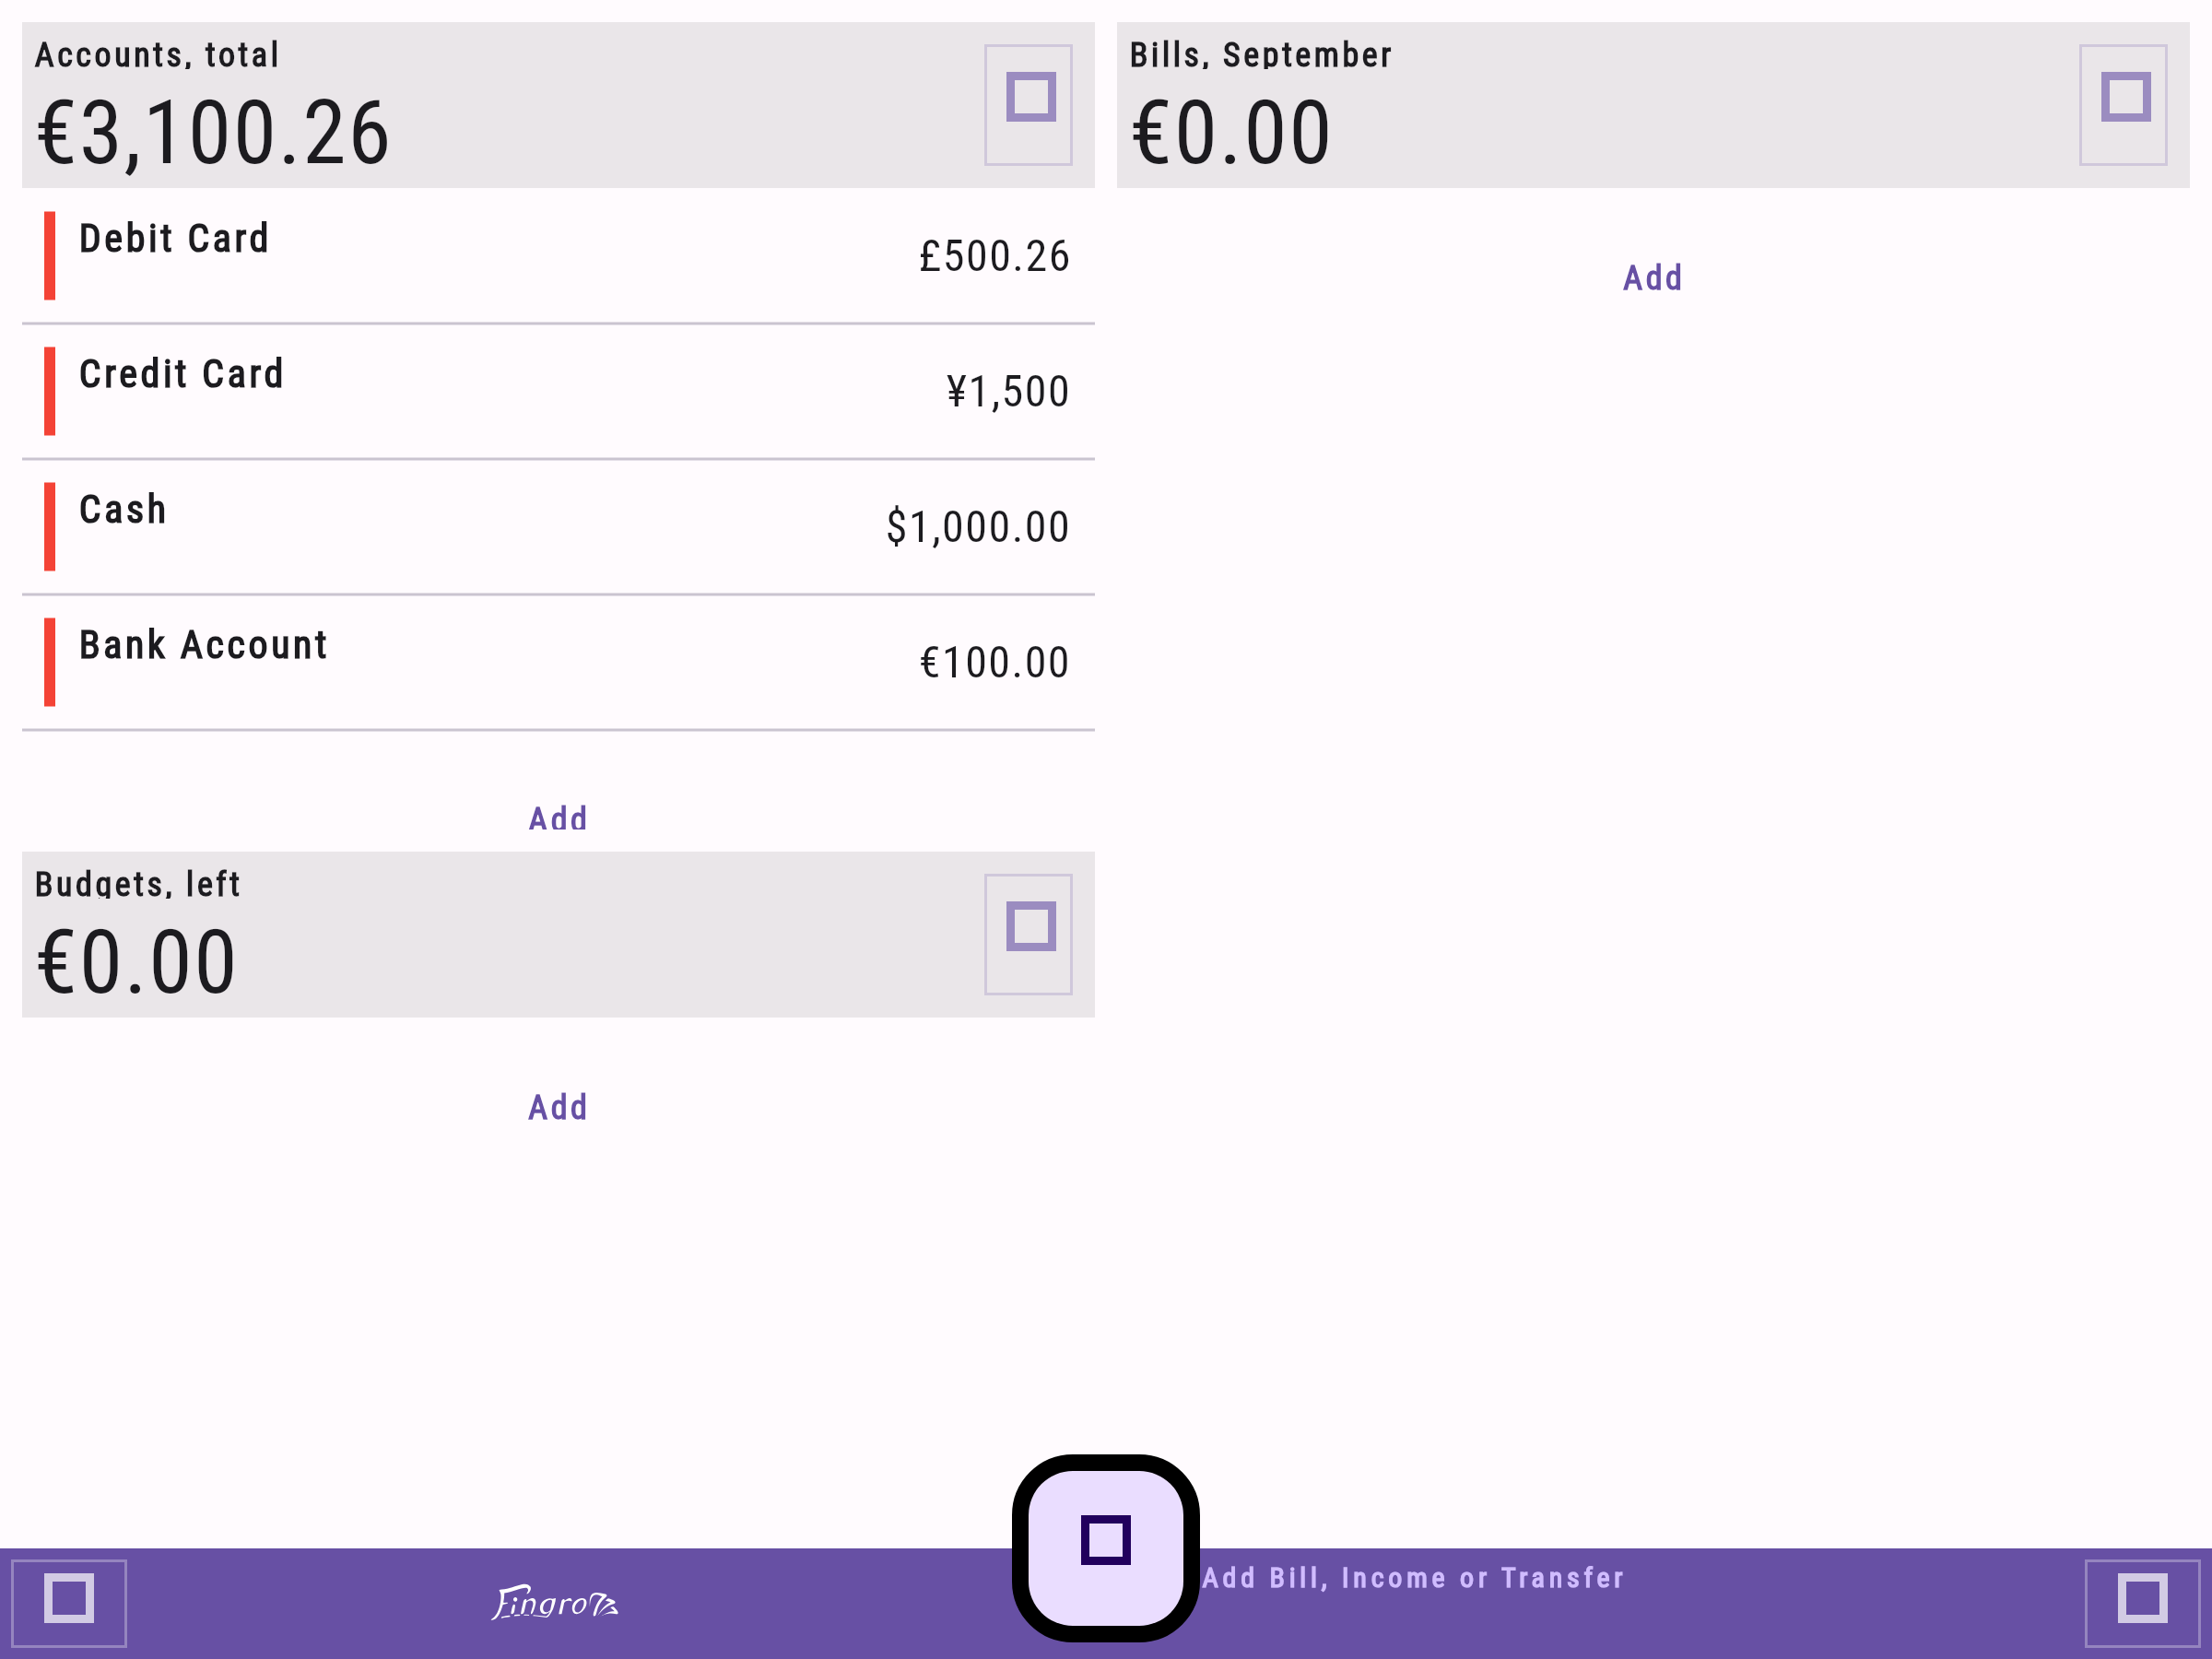 Accounts, total
€3,100.26
Debit Card
£500.26
Credit Card
¥1,500
Cash
$1,000.00
Bank Account
€100.00
Add
Budgets, left
€0.00
Add
Bills, September
€0.00
Add
Fingro
Add Bill, Income or Transfer